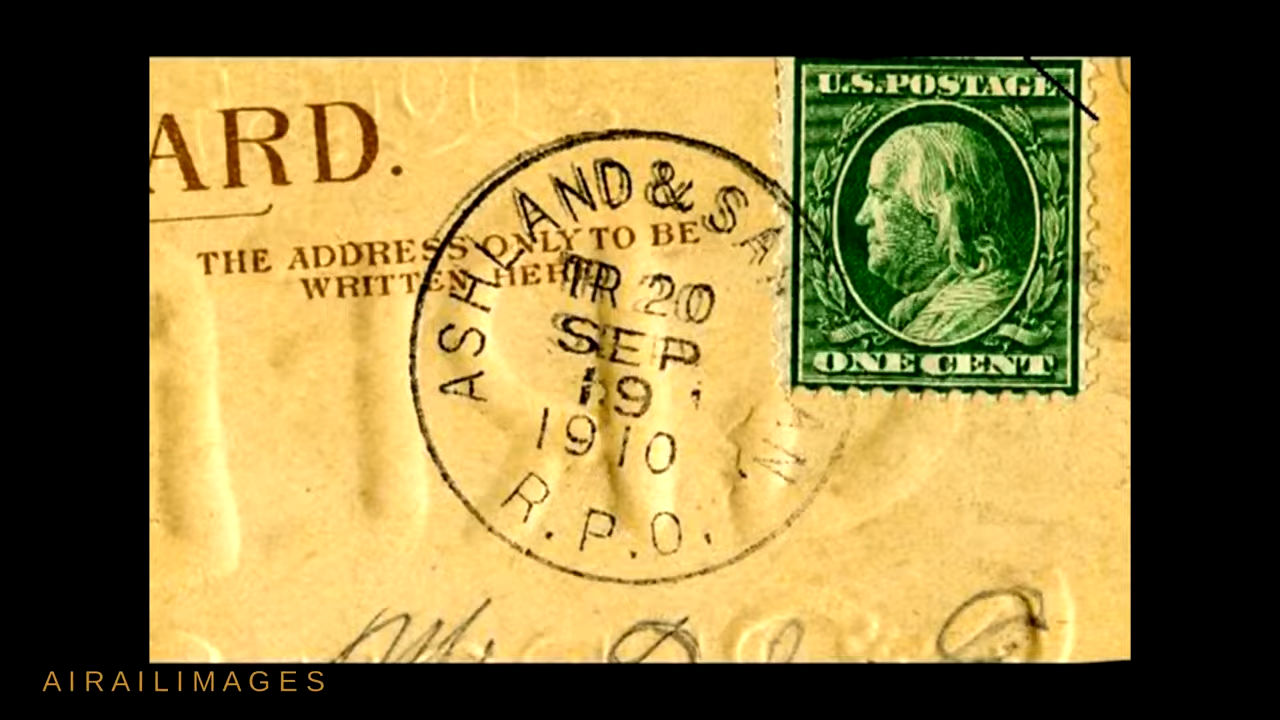 ARD.
THE ADDRESS ONLY TO BE
WRITTEN HERE
ASHLAND & SA
TR 20
SEP
19
1910
R.P.O.
U.S.POSTAGE
ONE CENT
AIRAILIMAGES